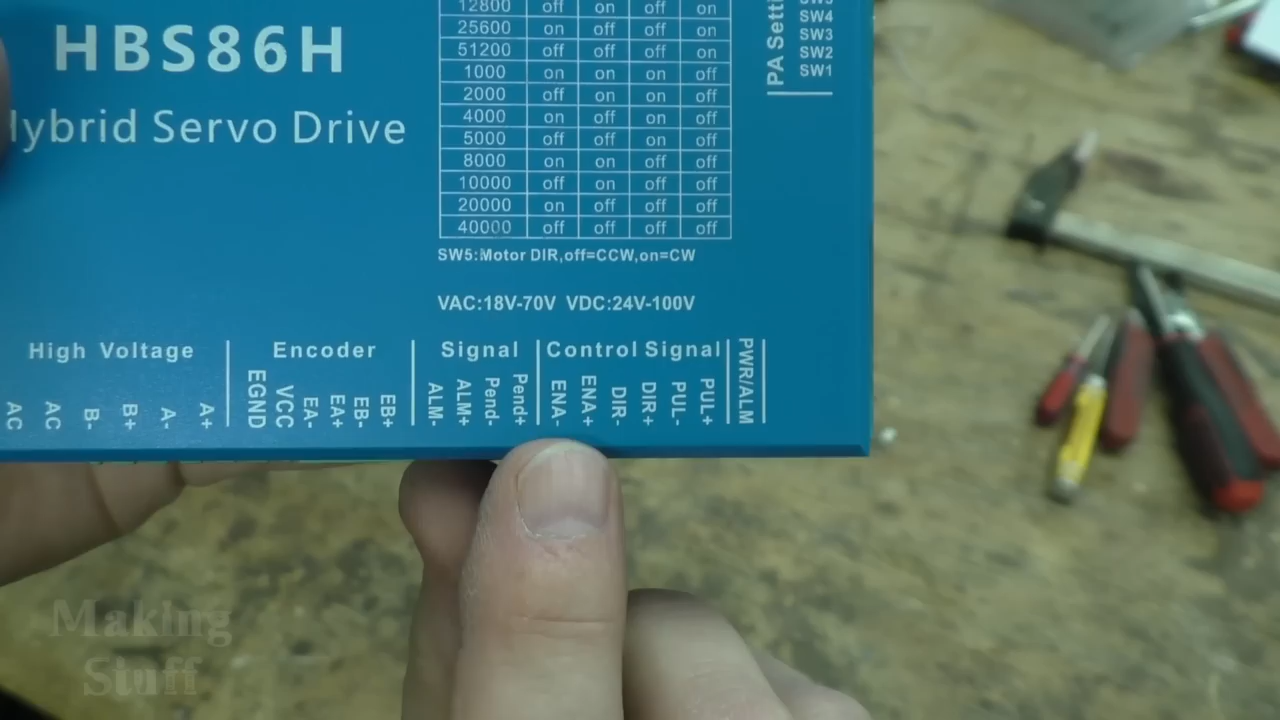 HBS86H
Hybrid Servo Drive
12800 off on off on
25600 on off off on
51200 off off off on
1000 on on on off
2000 off on on off
4000 on off on off
5000 off off on off
8000 on on off off
10000 off on off off
20000 on off off off
40000 off off off off
SW5:Motor DIR,off=CCW,on=CW
VAC:18V-70V VDC:24V-100V
PA Setti
SW4
SW3
SW2
SW1
High Voltage
AC
AC
B-
B+
A-
A+
Encoder
EGND
VCC
EA-
EA+
EB-
EB+
Signal
ALM-
ALM+
Pend-
Pend+
Control Signal
ENA-
ENA+
DIR-
DIR+
PUL-
PUL+
PWR/ALM
Making
Stuff